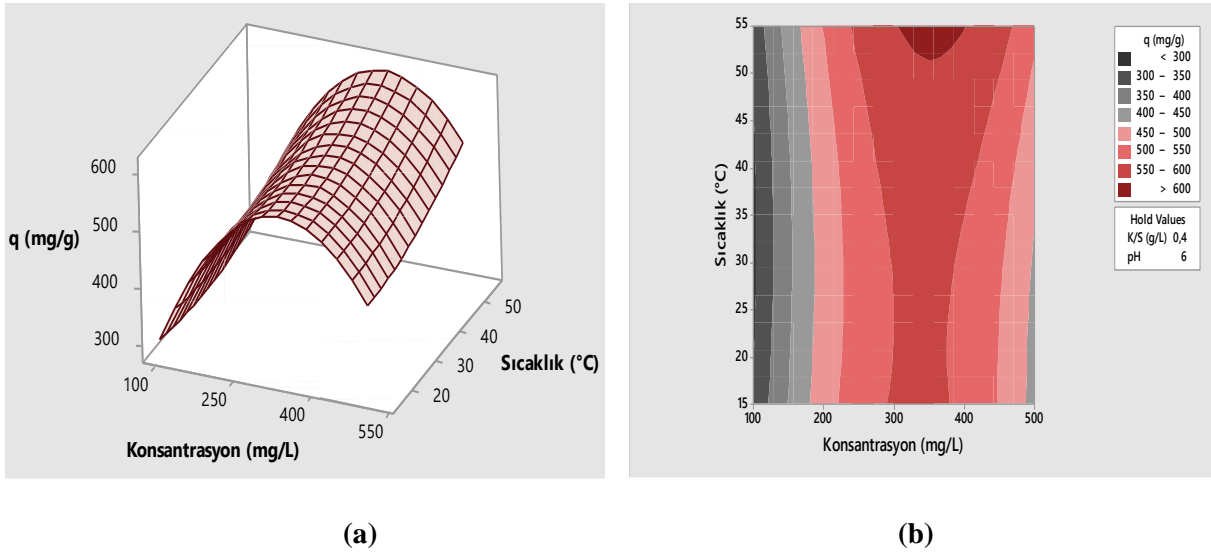 600
500
q (mg/g)
400
300
100
250
400
550
Konsantrasyon (mg/L)
20
30
40
50
Sıcaklık (°C)
(a)
55
50
45
40
35
30
25
20
15
Sıcaklık (°C)
100 200 300 400 500
Konsantrasyon (mg/L)
q (mg/g)
< 300
300 – 350
350 – 400
400 – 450
450 – 500
500 – 550
550 – 600
> 600
Hold Values
K/S (g/L) 0,4
pH 6
(b)